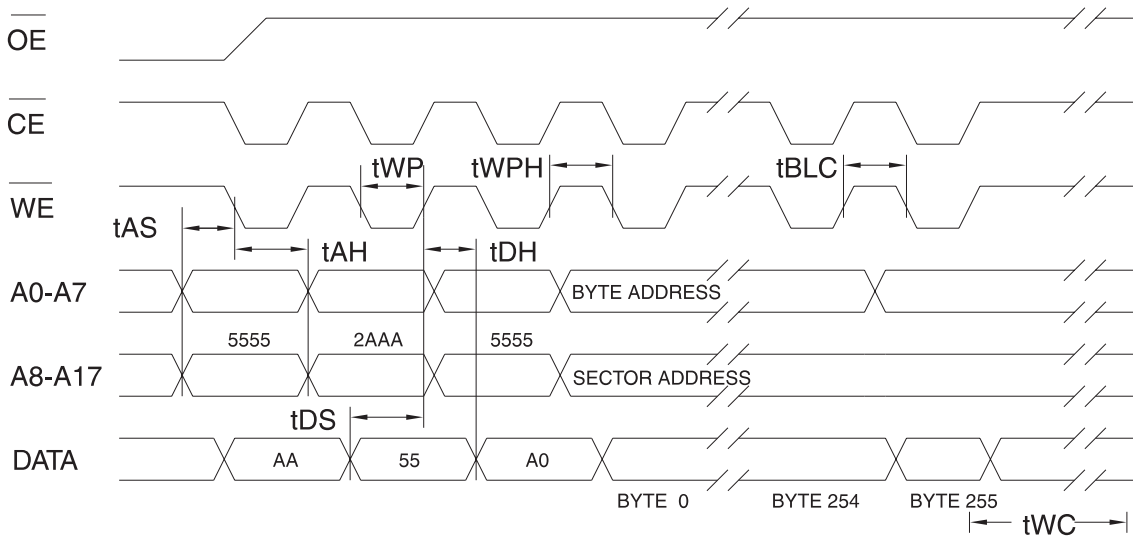 OE
CE
tWP
tWPH
tBLC
WE
tAS
tAH
tDH
A0-A7
BYTE ADDRESS
5555
2AAA
5555
A8-A17
SECTOR ADDRESS
tDS
DATA
AA
55
A0
BYTE 0
BYTE 254
BYTE 255
tWC